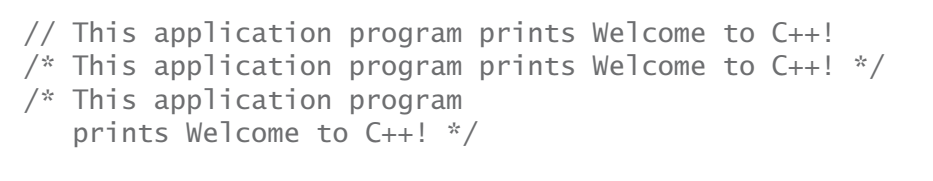 // This application program prints Welcome to C++!
/* This application program prints Welcome to C++! */
/* This application program
   prints Welcome to C++! */